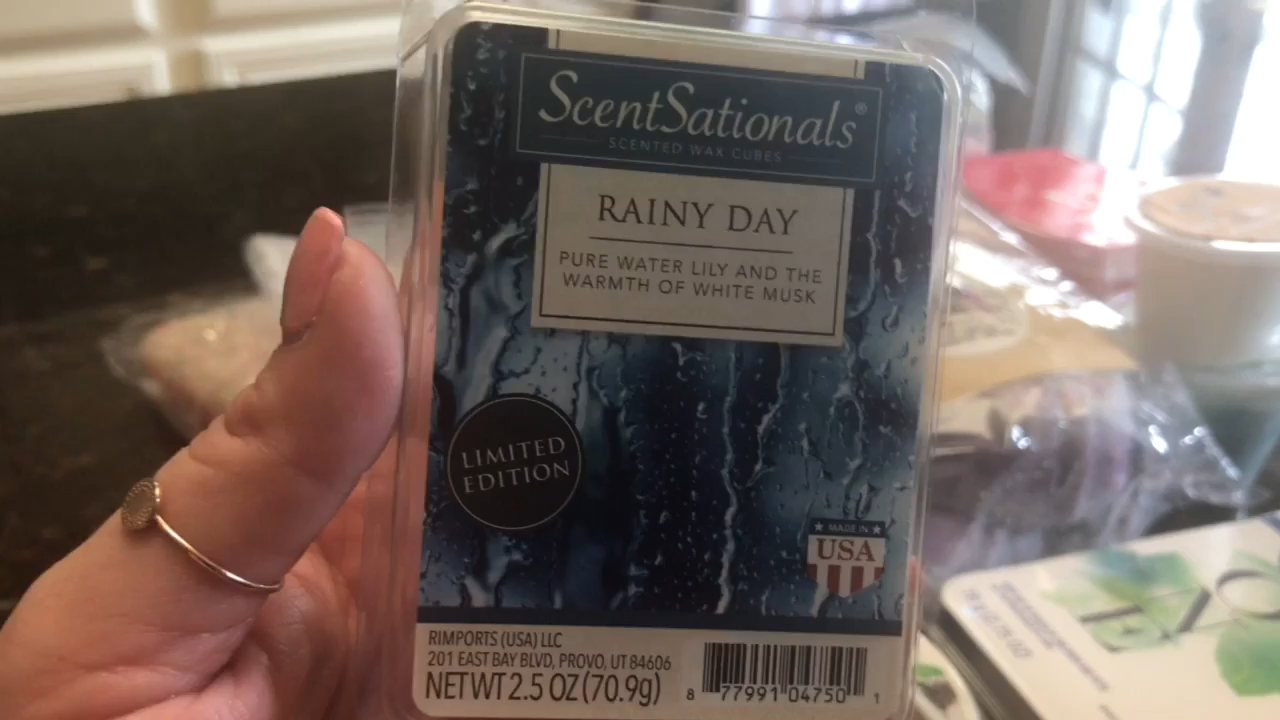 ScentSationals®
SCENTED WAX CUBES
RAINY DAY
PURE WATER LILY AND THE
WARMTH OF WHITE MUSK
LIMITED
EDITION
MADE IN
USA
RIMPORTS (USA) LLC
201 EAST BAY BLVD, PROVO, UT 84606
NET WT 2.5 OZ (70.9g)
8 77991 04750 1